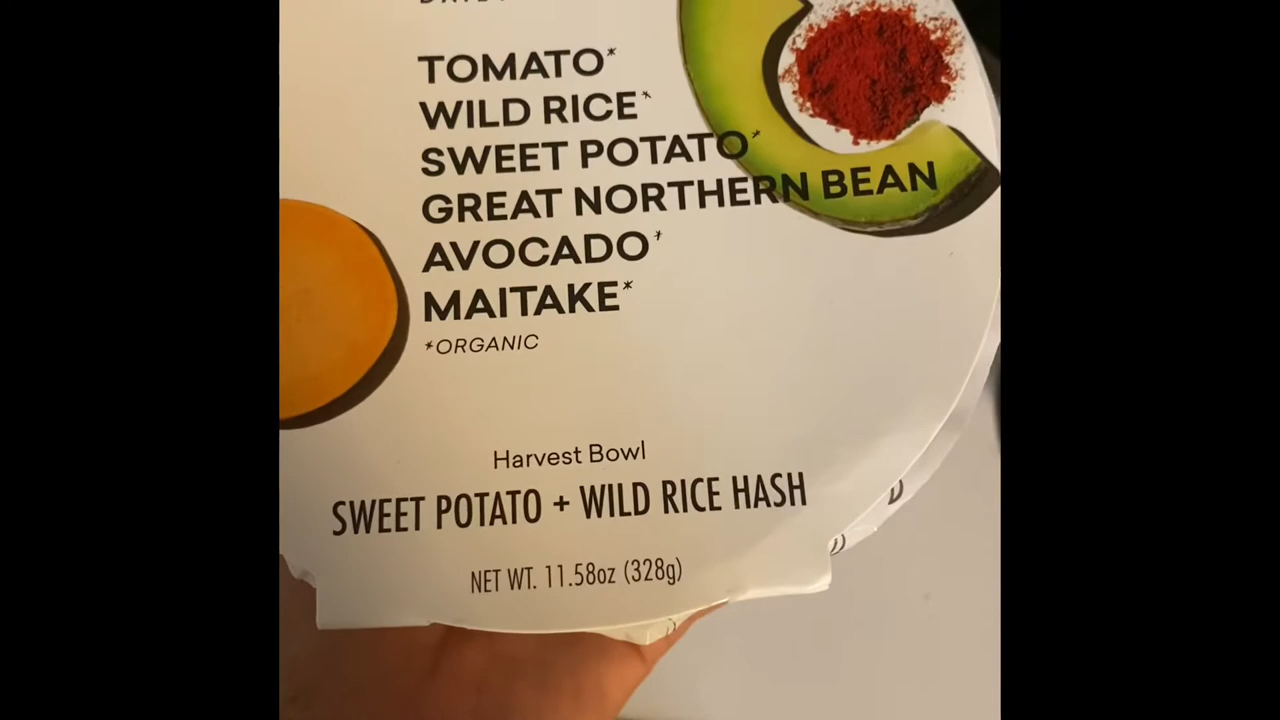 TOMATO*
WILD RICE*
SWEET POTATO*
GREAT NORTHERN BEAN
AVOCADO*
MAITAKE*
*ORGANIC
Harvest Bowl
SWEET POTATO + WILD RICE HASH
NET WT. 11.58oz (328g)